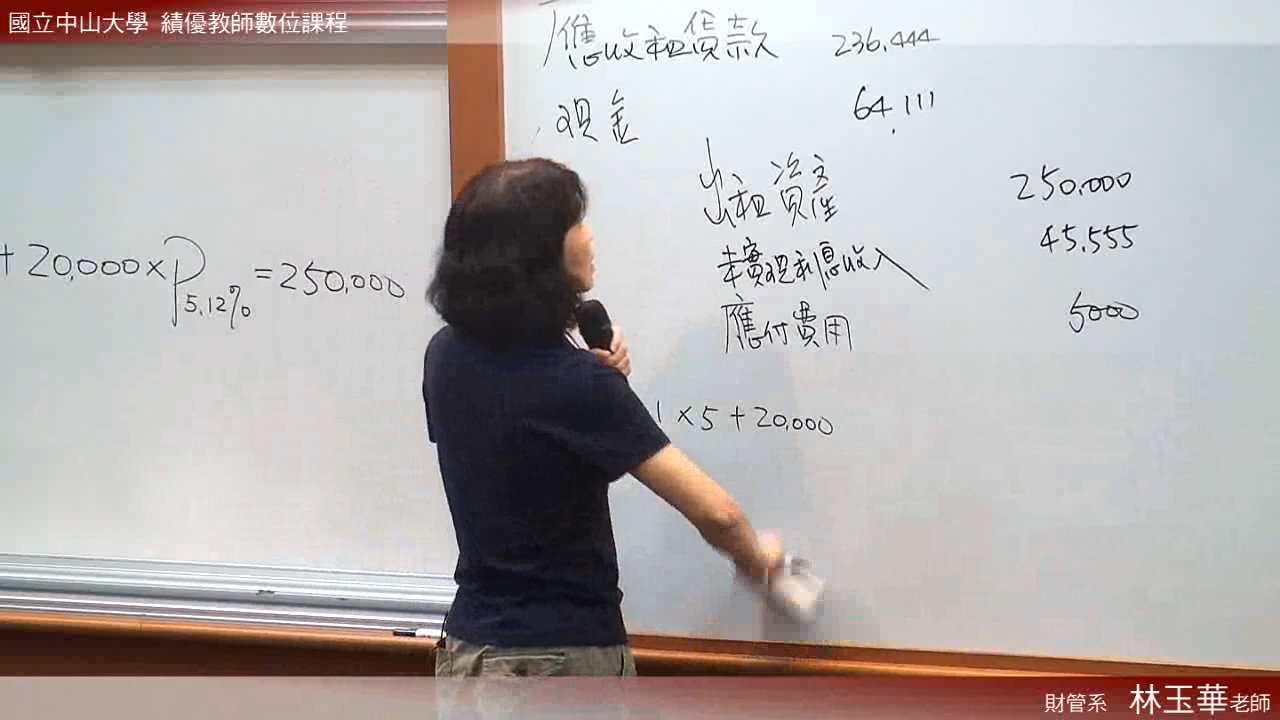 國立中山大學 績優教師數位課程
應收租賃款 236,444
現金 64,111
出租資產 250,000
未實現利息收入 45,555
應付費用 5000
+ 20,000 × P5.12% = 250,000
1 × 5 + 20,000
財管系 林玉華老師